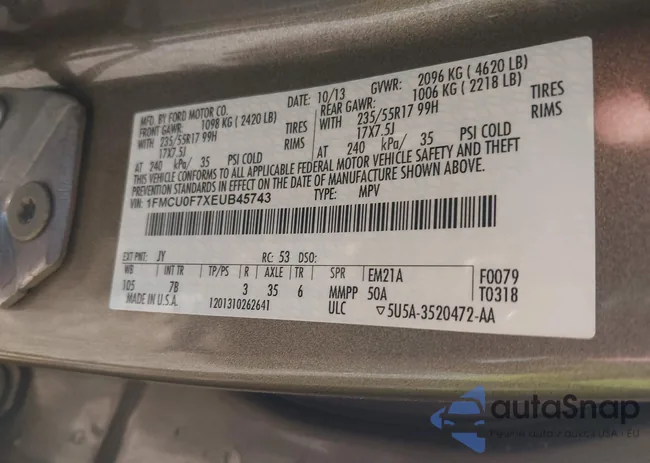 MFD. BY FORD MOTOR CO.
DATE: 10/13 GVWR: 2096 KG ( 4620 LB)
FRONT GAWR: 1098 KG ( 2420 LB)
REAR GAWR: 1006 KG ( 2218 LB)
WITH 235/55R17 99H TIRES
WITH 235/55R17 99H TIRES
17X7.5J RIMS
17X7.5J RIMS
AT 240 kPa/ 35 PSI COLD
AT 240 kPa/ 35 PSI COLD
CONFORMS TO ALL APPLICABLE FEDERAL MOTOR VEHICLE SAFETY AND THEFT
PREVENTION STANDARDS IN EFFECT ON THE DATE OF MANUFACTURE SHOWN ABOVE.
VIN: 1FMCU0F7XEUB45743 TYPE: MPV
EXT PNT: JY RC: 53 DSO:
WB INT TR TP/PS R AXLE TR SPR EM21A F0079
105 7B 3 35 6 MMPP 50A T0318
MADE IN U.S.A. 1201310262641 ULC ▽5U5A-3520472-AA
autaSnap